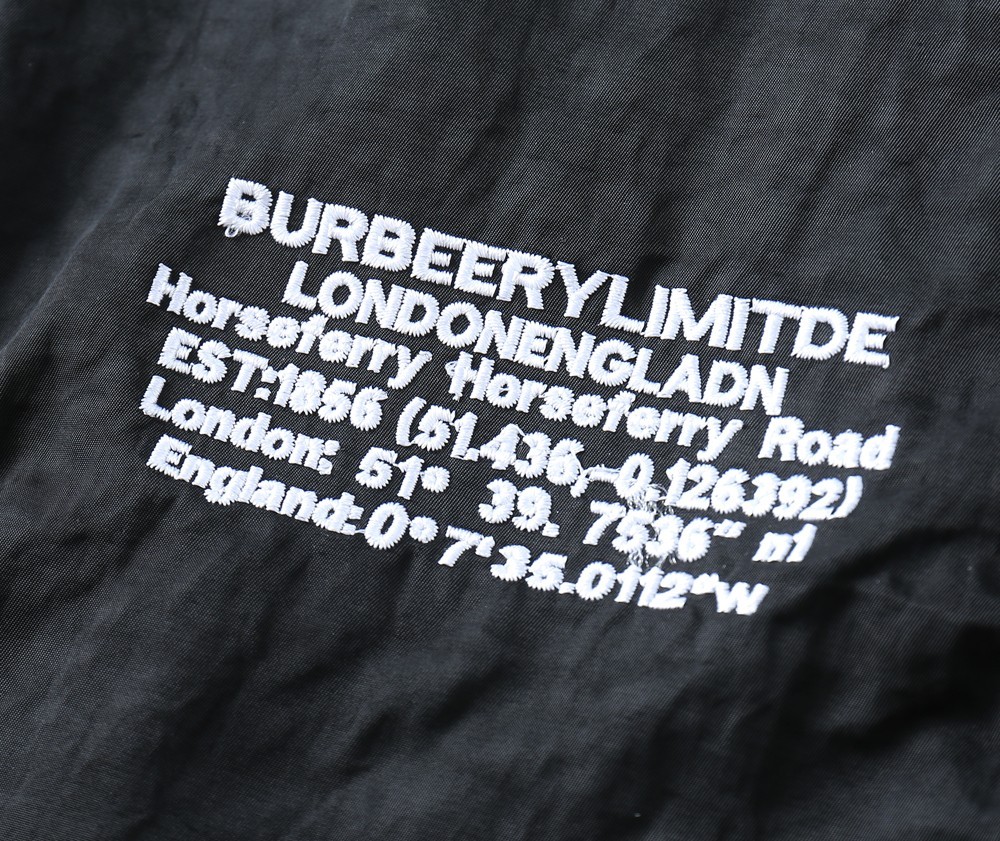 BURBEERYLIMITDE
LONDONENGLADN
Horseferry Horseferry Road
EST:1856 (51.436,-0.126392)
London: 51° 39. 7536" n1
England:0°7'35.0112"W